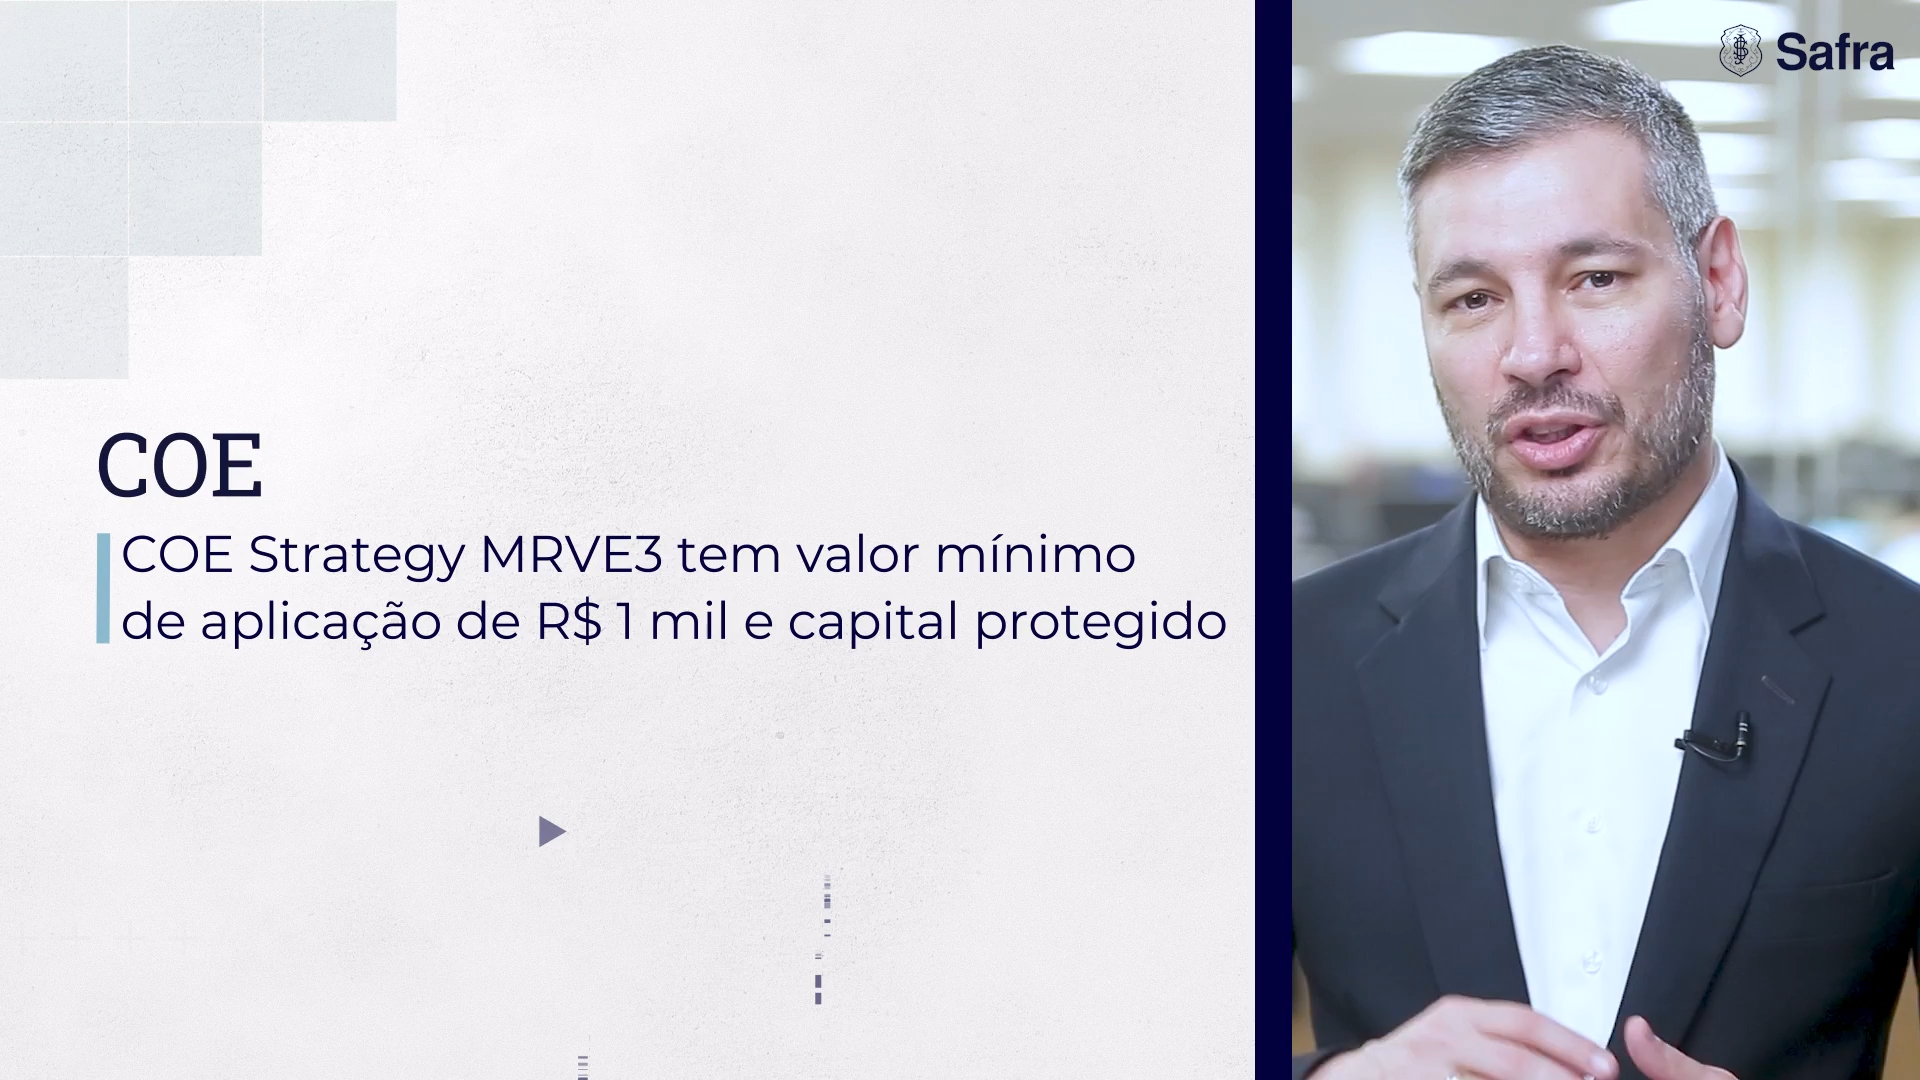 Safra
COE
COE Strategy MRVE3 tem valor mínimo
de aplicação de R$ 1 mil e capital protegido